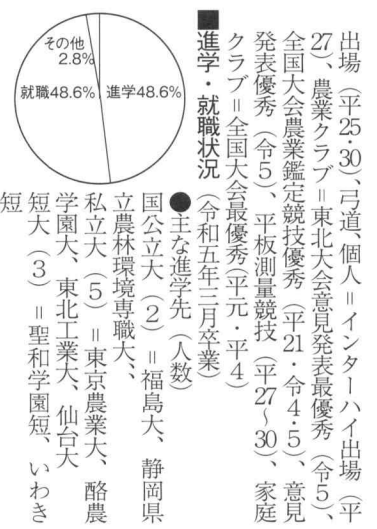 出場（平25・30）、弓道、個人＝インターハイ出場（平
27）、農業クラブ＝東北大会意見発表最優秀（令5）、
全国大会農業鑑定競技優秀（平21・令4・5）、意見
発表優秀（令5）、平板測量競技（平27～30）、家庭
クラブ＝全国大会最優秀（平元・平4）
■進学・就職状況（令和五年三月卒業）
その他
2.8%
就職48.6%
進学48.6%
●主な進学先（人数）
国公立大（2）＝福島大、静岡県
立農林環境専職大、
私立大（5）＝東京農業大、酪農
学園大、東北工業大、仙台大
短大（3）＝聖和学園短、いわき
短